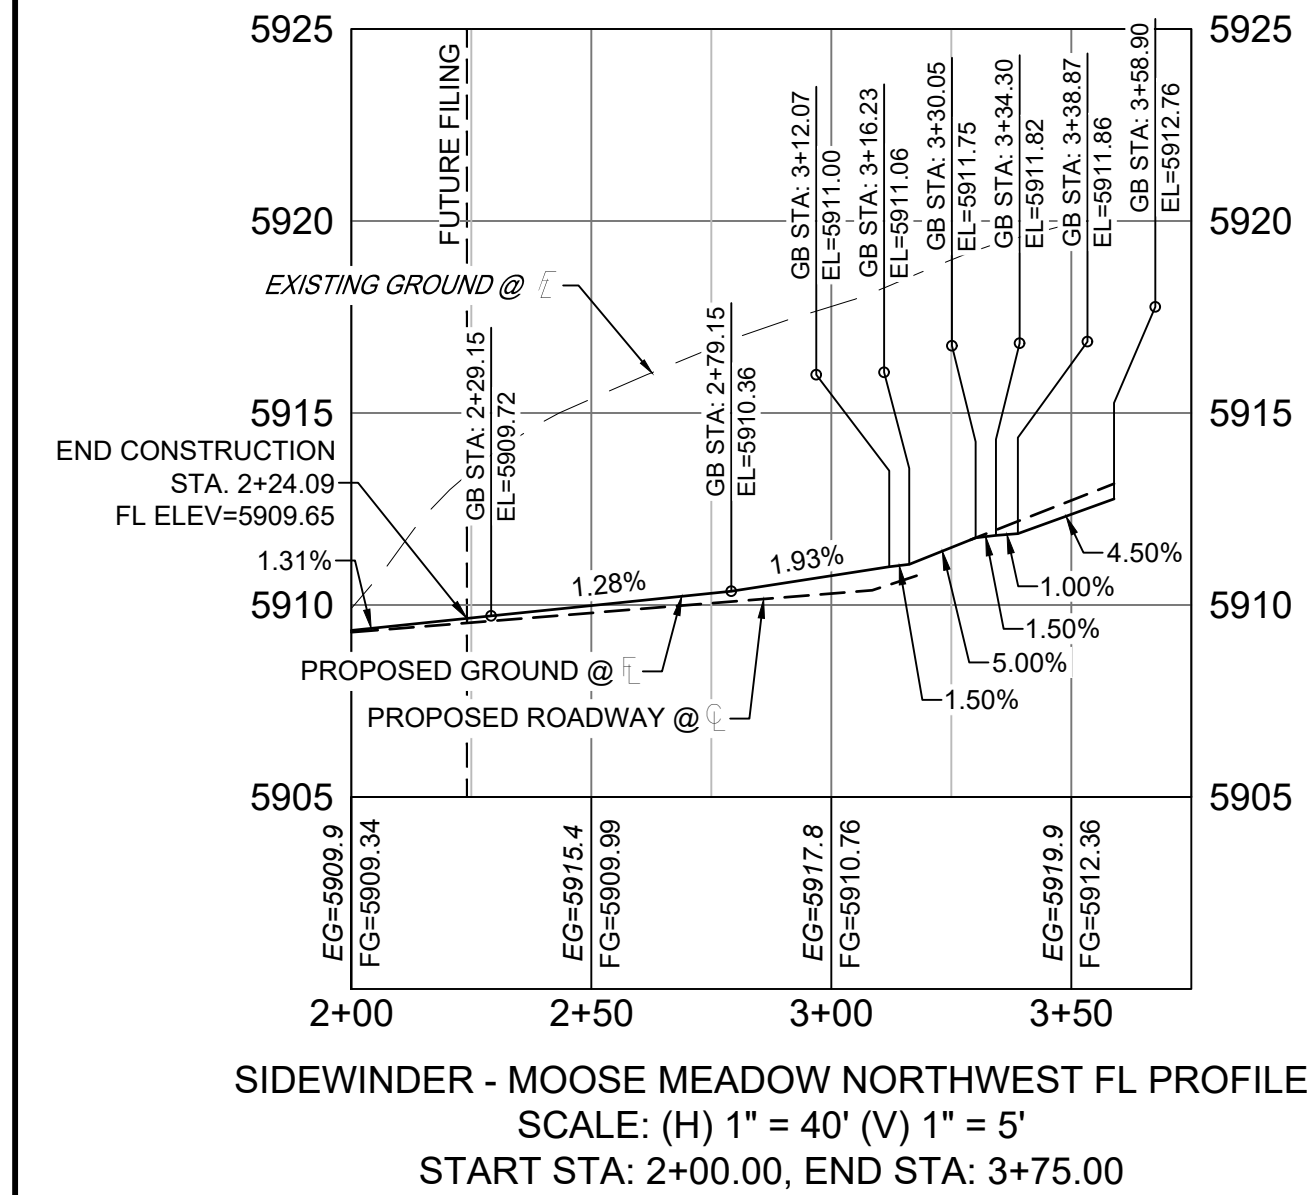 5925
5925
FUTURE FILING
GB STA: 3+12.07
EL=5911.00
GB STA: 3+16.23
EL=5911.06
GB STA: 3+30.05
EL=5911.75
GB STA: 3+34.30
EL=5911.82
GB STA: 3+38.87
EL=5911.86
GB STA: 3+58.90
EL=5912.76
5920
5920
EXISTING GROUND @ FL
GB STA: 2+29.15
EL=5909.72
GB STA: 2+79.15
EL=5910.36
5915
5915
END CONSTRUCTION
STA. 2+24.09
FL ELEV=5909.65
1.31%
1.28%
1.93%
4.50%
1.00%
1.50%
5.00%
1.50%
5910
5910
PROPOSED GROUND @ FL
PROPOSED ROADWAY @ CL
5905
5905
EG=5909.9
FG=5909.34
EG=5915.4
FG=5909.99
EG=5917.8
FG=5910.76
EG=5919.9
FG=5912.36
2+00
2+50
3+00
3+50
SIDEWINDER - MOOSE MEADOW NORTHWEST FL PROFILE
SCALE: (H) 1" = 40' (V) 1" = 5'
START STA: 2+00.00, END STA: 3+75.00